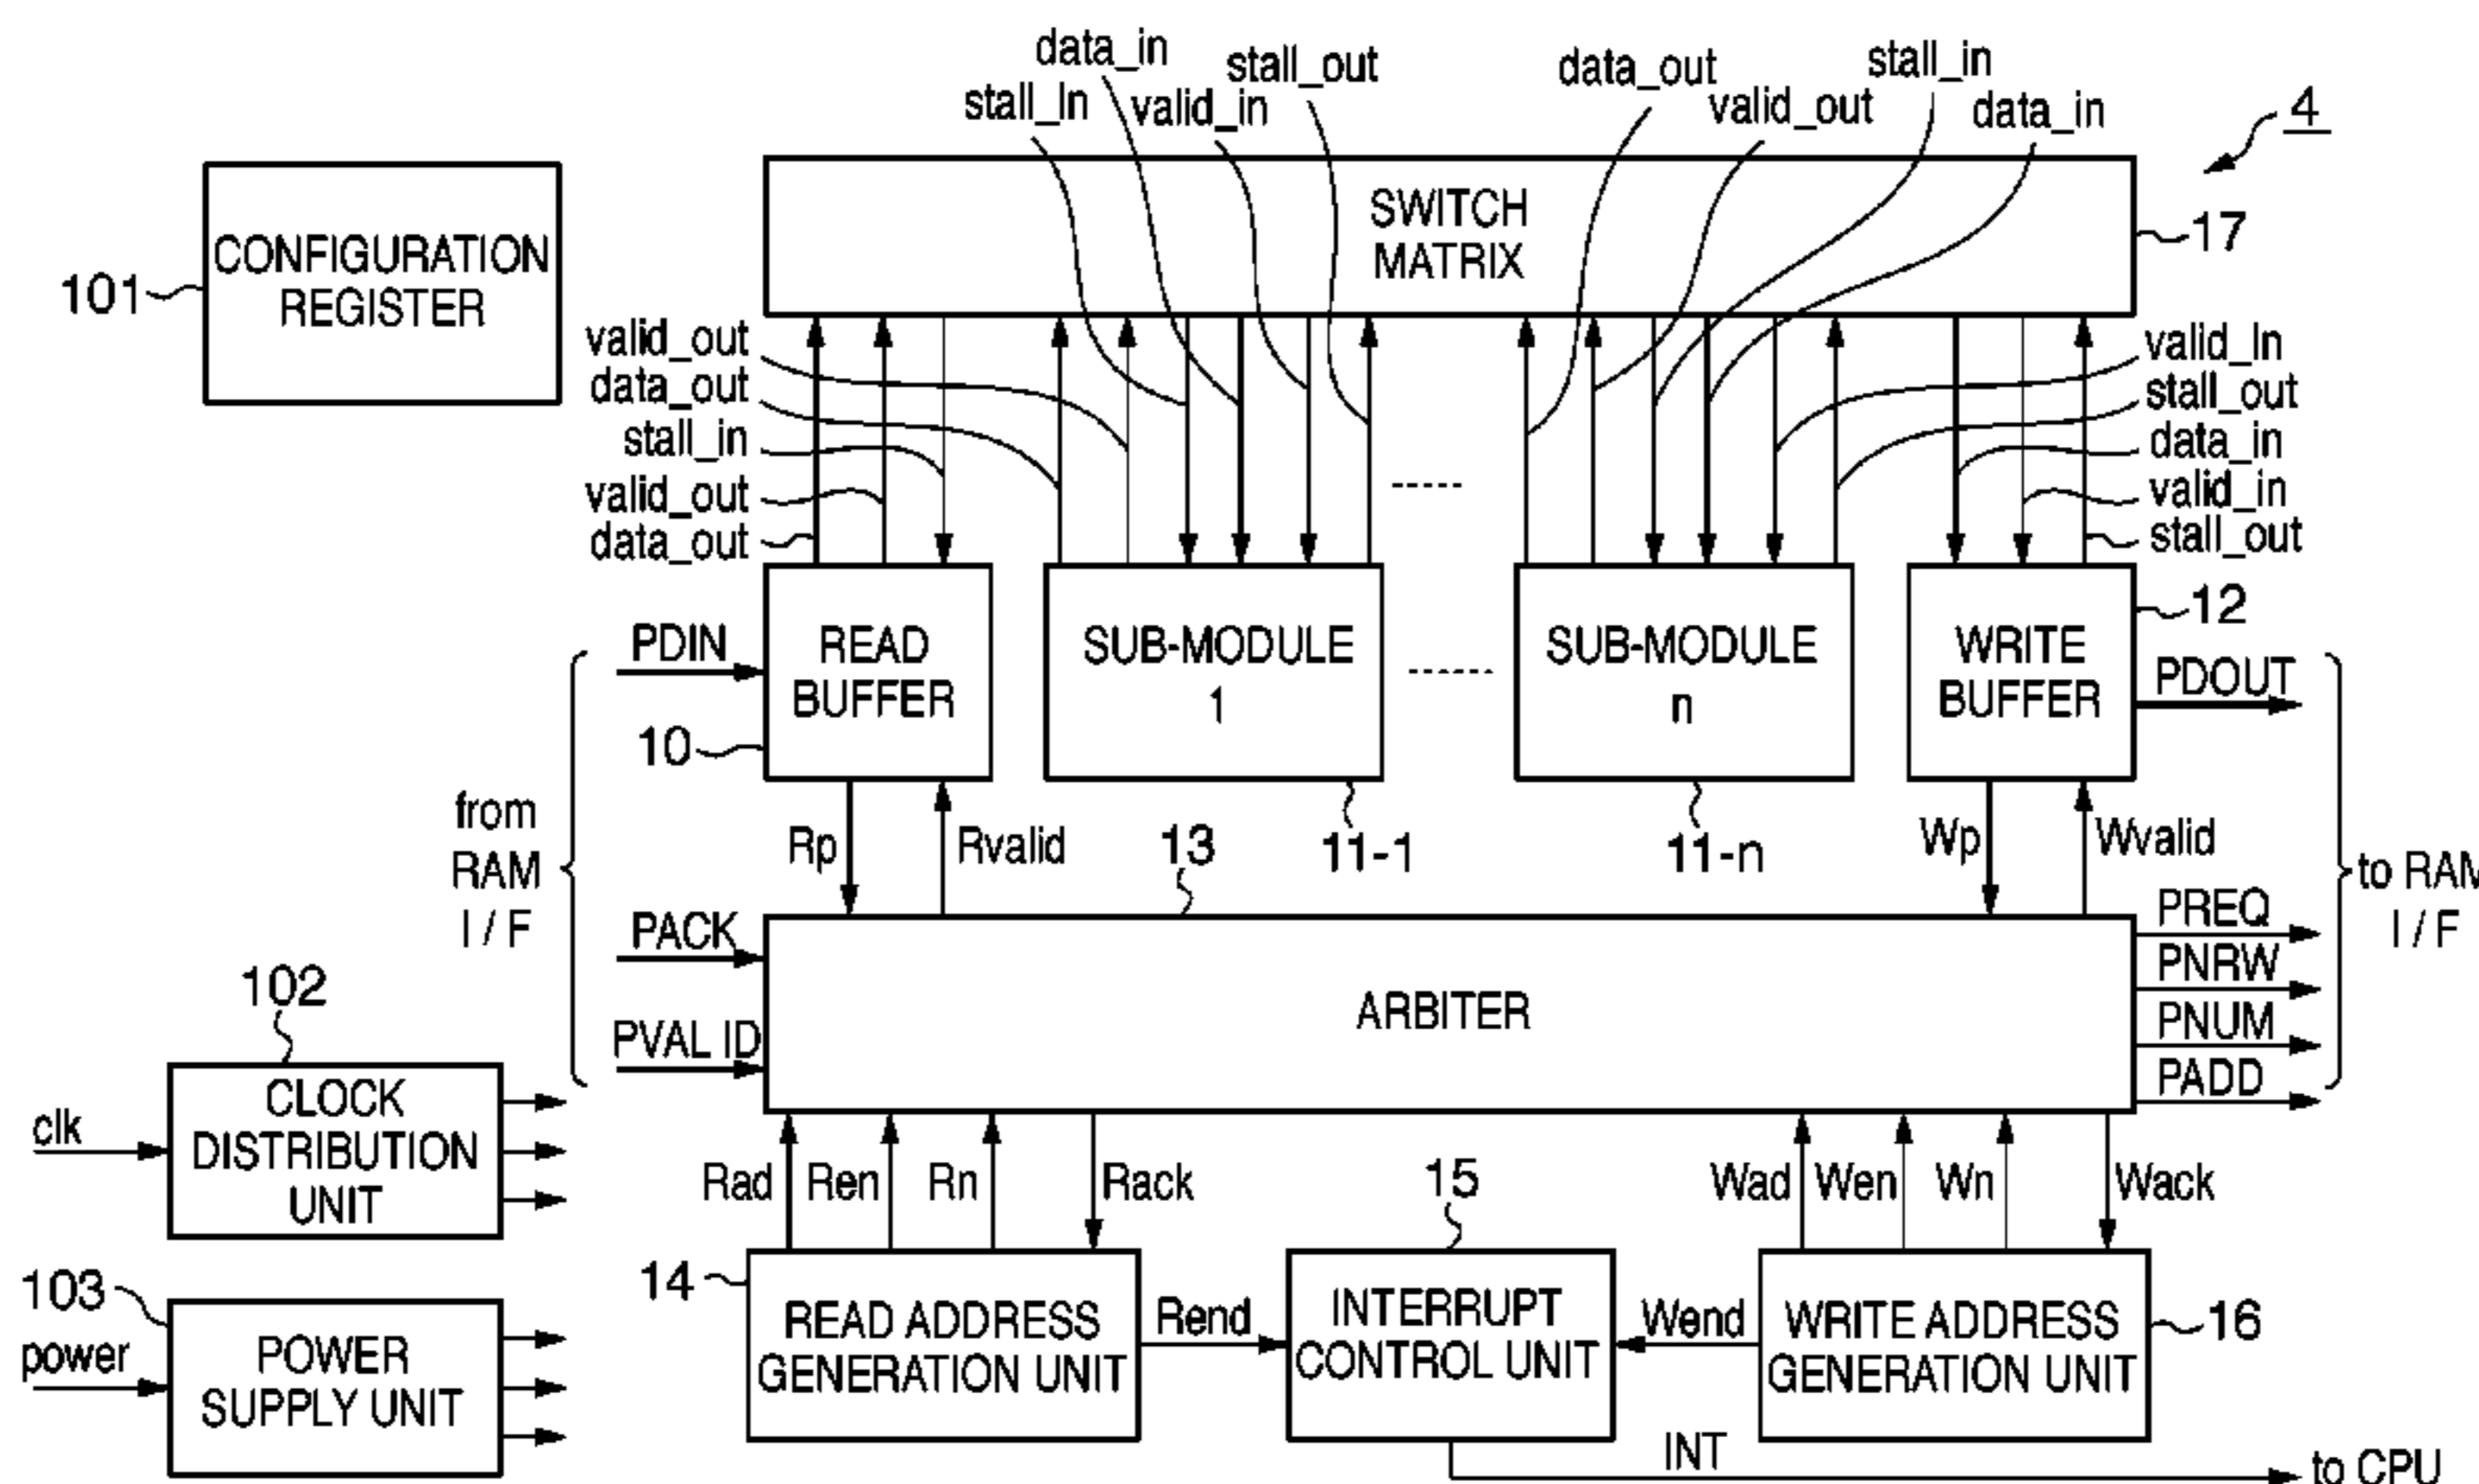 data_in
stall_out
stall_in
valid_in
data_out
stall_in
valid_out
data_in
4
CONFIGURATION
REGISTER
101
SWITCH
MATRIX
17
valid_out
data_out
stall_in
valid_out
data_out
valid_in
stall_out
data_in
valid_in
stall_out
PDIN
READ
BUFFER
10
SUB-MODULE
1
11-1
SUB-MODULE
n
11-n
WRITE
BUFFER
12
PDOUT
from
RAM
I / F
Rp
Rvalid
13
Wp
Wvalid
to RAM
I / F
PACK
PVAL ID
ARBITER
PREQ
PNRW
PNUM
PADD
102
clk
CLOCK
DISTRIBUTION
UNIT
Rad
Ren
Rn
Rack
15
Wad
Wen
Wn
Wack
103
power
POWER
SUPPLY UNIT
14
READ ADDRESS
GENERATION UNIT
Rend
INTERRUPT
CONTROL UNIT
Wend
WRITE ADDRESS
GENERATION UNIT
16
INT
to CPU